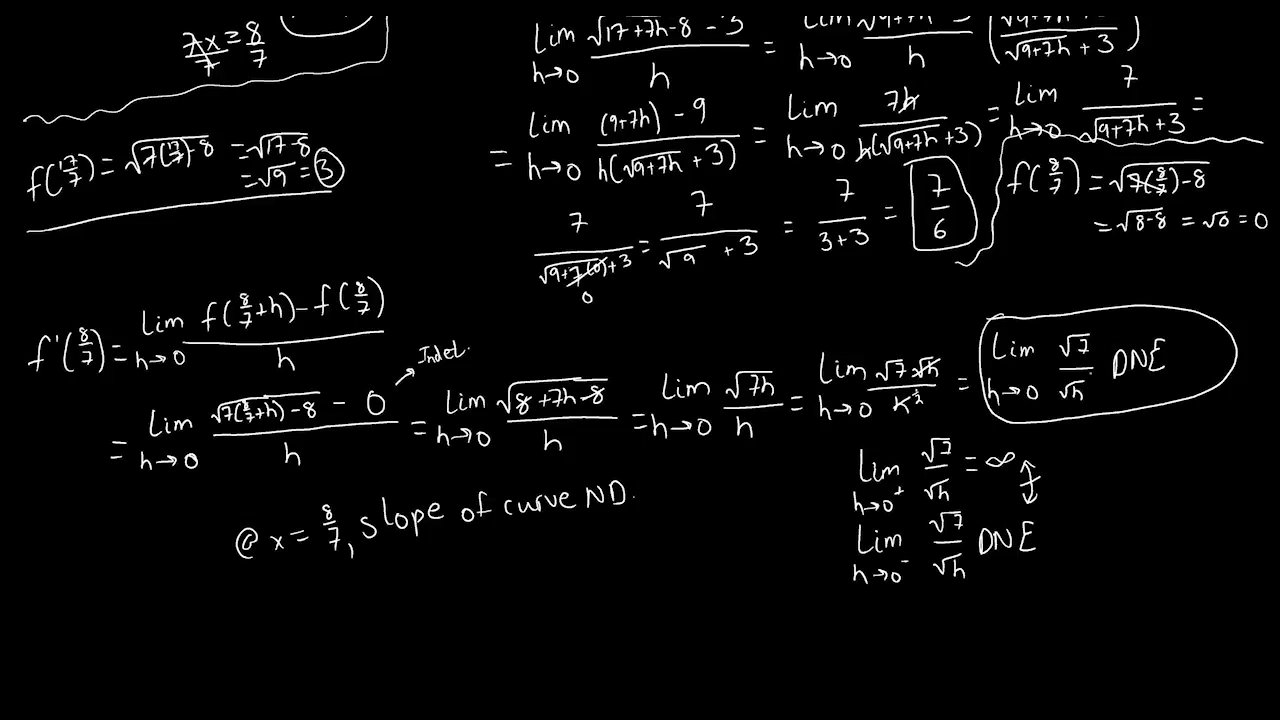 7x/7 = 8/7
f(17/7) = √7(17/7)-8 = √17-8
= √9 = 3
Lim h→0 √17+7h-8 - 3 / h = Lim h→0 √9+7h - 3 / h (√9+7h + 3 / √9+7h + 3)
= Lim h→0 (9+7h) - 9 / h(√9+7h + 3) = Lim h→0 7h / h(√9+7h + 3) = Lim h→0 7 / √9+7h + 3 =
7 / √9+7(0) + 3 = 7 / √9 + 3 = 7 / 3+3 = 7/6
0
f(8/7) = √7(8/7)-8
= √8-8 = √0 = 0
f'(8/7) = Lim h→0 f(8/7+h) - f(8/7) / h
Indet.
= Lim h→0 √7(8/7+h)-8 - 0 / h = Lim h→0 √8+7h-8 / h = Lim h→0 √7h / h = Lim h→0 √7 √h / h^1/2 = Lim h→0 √7 / √h DNE
Lim h→0⁺ √7 / √h = ∞
Lim h→0⁻ √7 / √h DNE
@ x = 8/7, slope of curve ND.